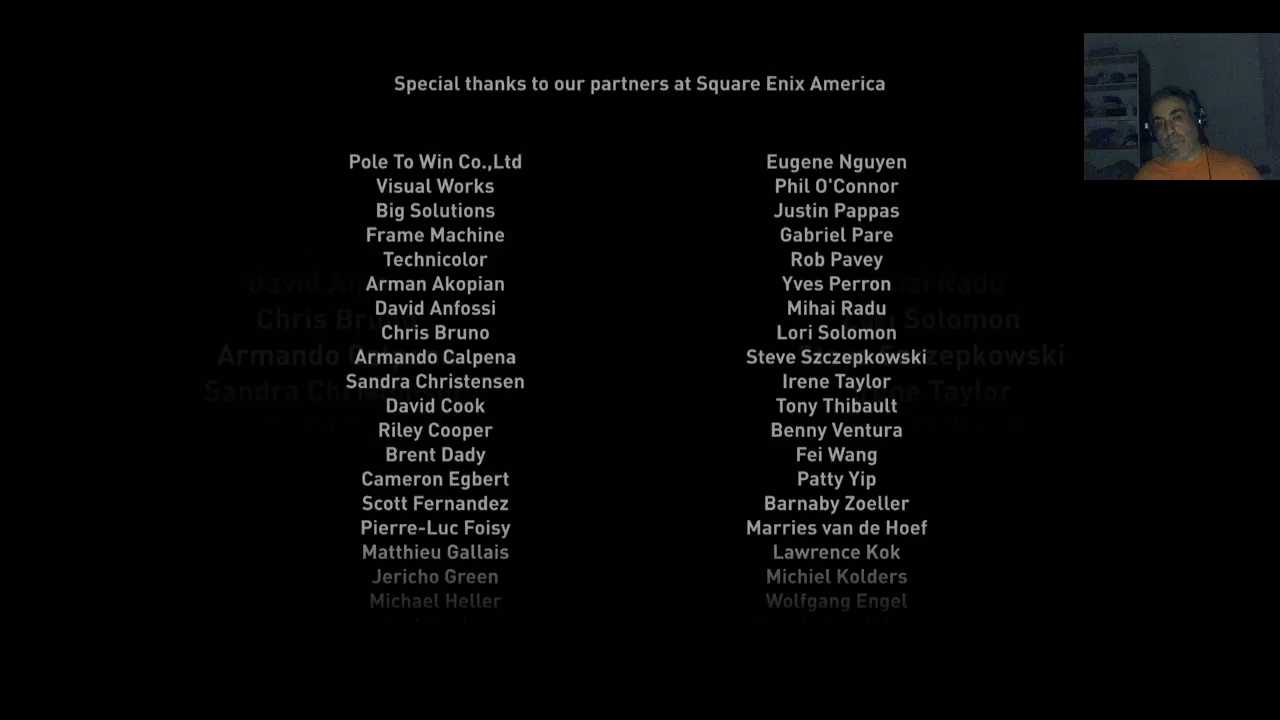 Special thanks to our partners at Square Enix America
Pole To Win Co.,Ltd
Visual Works
Big Solutions
Frame Machine
Technicolor
Arman Akopian
David Anfossi
Chris Bruno
Armando Calpena
Sandra Christensen
David Cook
Riley Cooper
Brent Dady
Cameron Egbert
Scott Fernandez
Pierre-Luc Foisy
Matthieu Gallais
Jericho Green
Michael Heller
Eugene Nguyen
Phil O'Connor
Justin Pappas
Gabriel Pare
Rob Pavey
Yves Perron
Mihai Radu
Lori Solomon
Steve Szczepkowski
Irene Taylor
Tony Thibault
Benny Ventura
Fei Wang
Patty Yip
Barnaby Zoeller
Marries van de Hoef
Lawrence Kok
Michiel Kolders
Wolfgang Engel